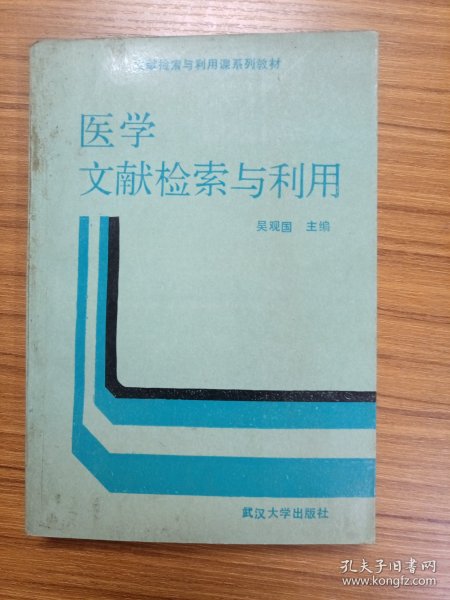 文献检索与利用课系列教材
医学
文献检索与利用
吴观国 主编
武汉大学出版社
孔夫子旧书网
www.kongfz.com